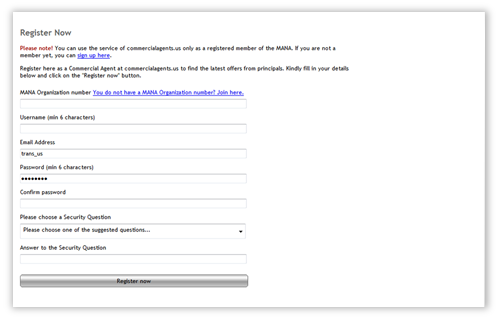 Register Now
Please note! You can use the service of commercialagents.us only as a registered member of the MANA. If you are not a
member yet, you can sign up here.
Register here as a Commercial Agent at commercialagents.us to find the latest offers from principals. Kindly fill in your details
below and click on the "Register now" button.
MANA Organization number You do not have a MANA Organization number? Join here.
Username (min 6 characters)
Email Address
trans_us
Password (min 6 characters)
••••••••
Confirm password
Please choose a Security Question
Please choose one of the suggested questions...
Answer to the Security Question
Register now